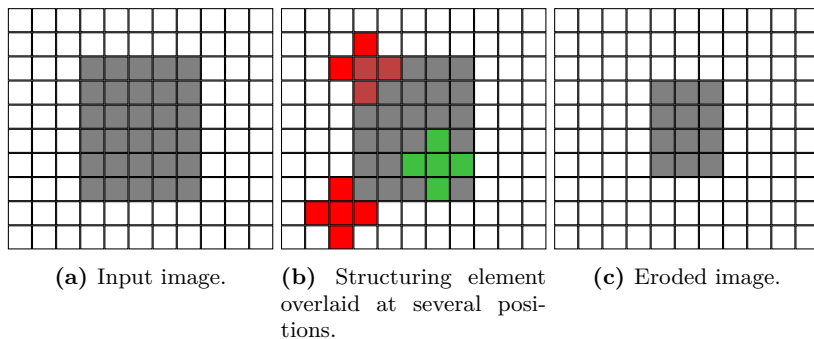 (a) Input image.
(b) Structuring element
overlaid at several posi-
tions.
(c) Eroded image.